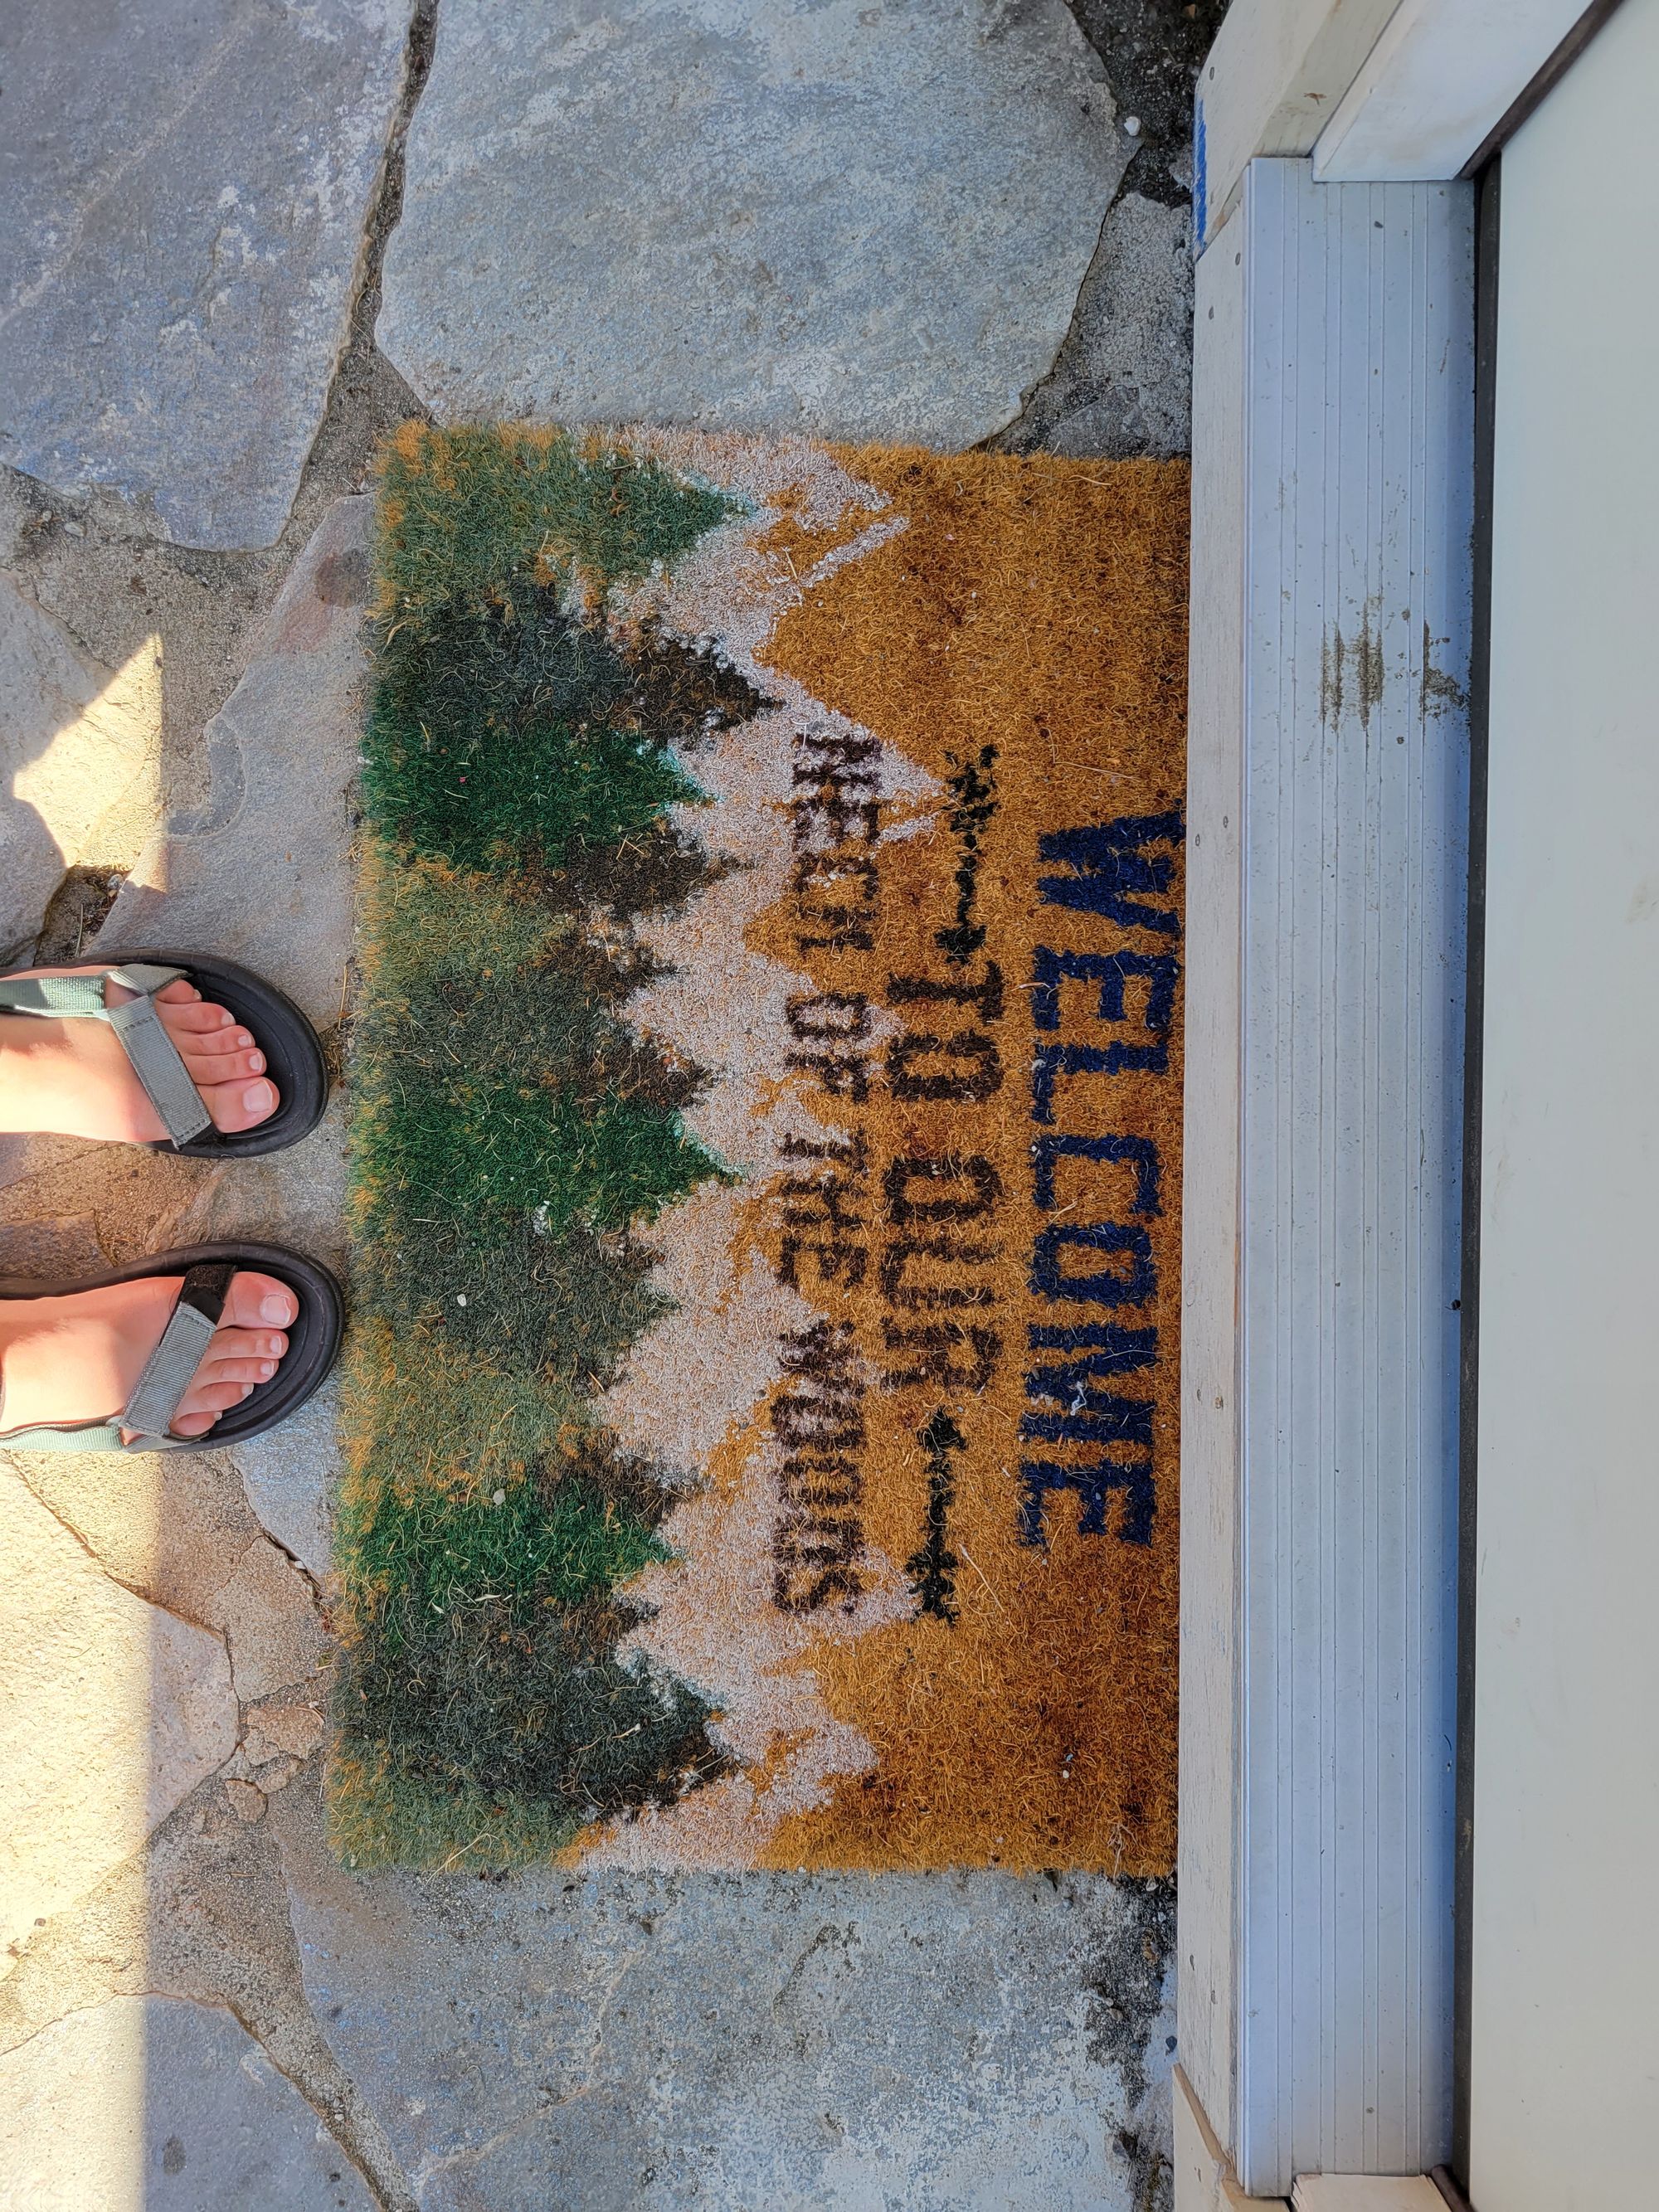 WELCOME
TO OUR
NECK OF THE WOODS